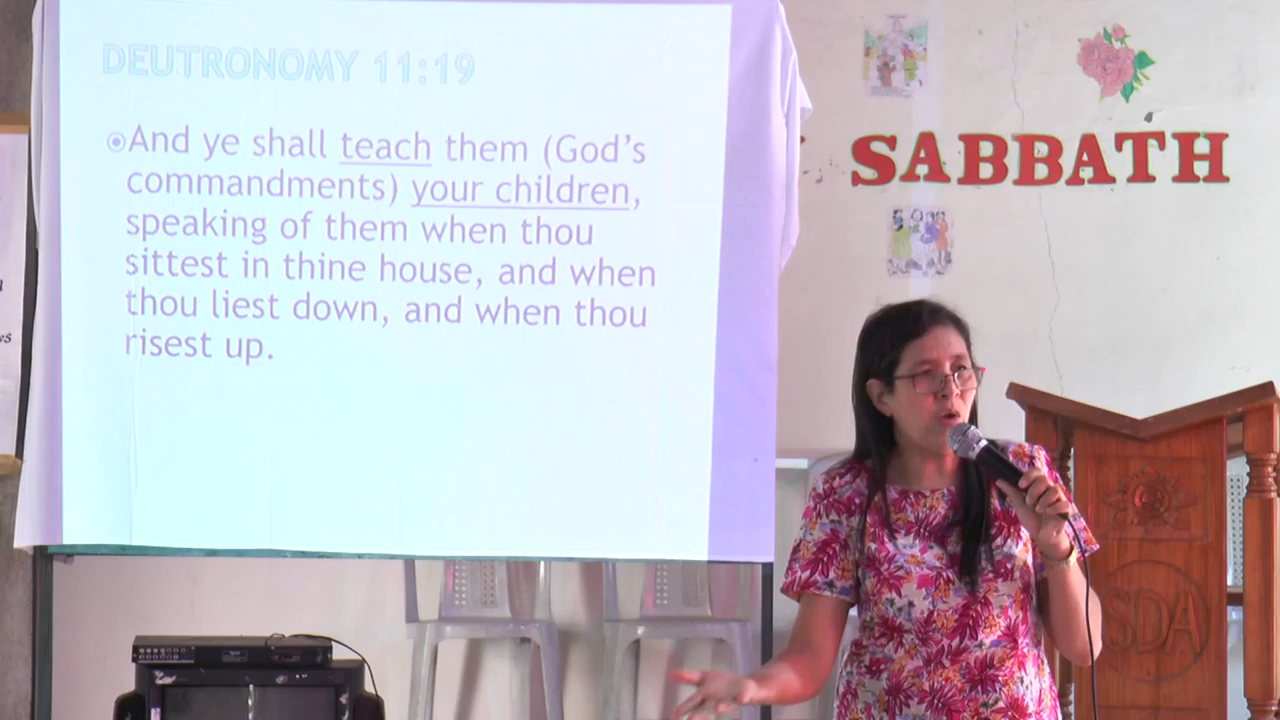 DEUTRONOMY 11:19
And ye shall teach them (God's
commandments) your children,
speaking of them when thou
sittest in thine house, and when
thou liest down, and when thou
risest up.
SABBATH
SDA